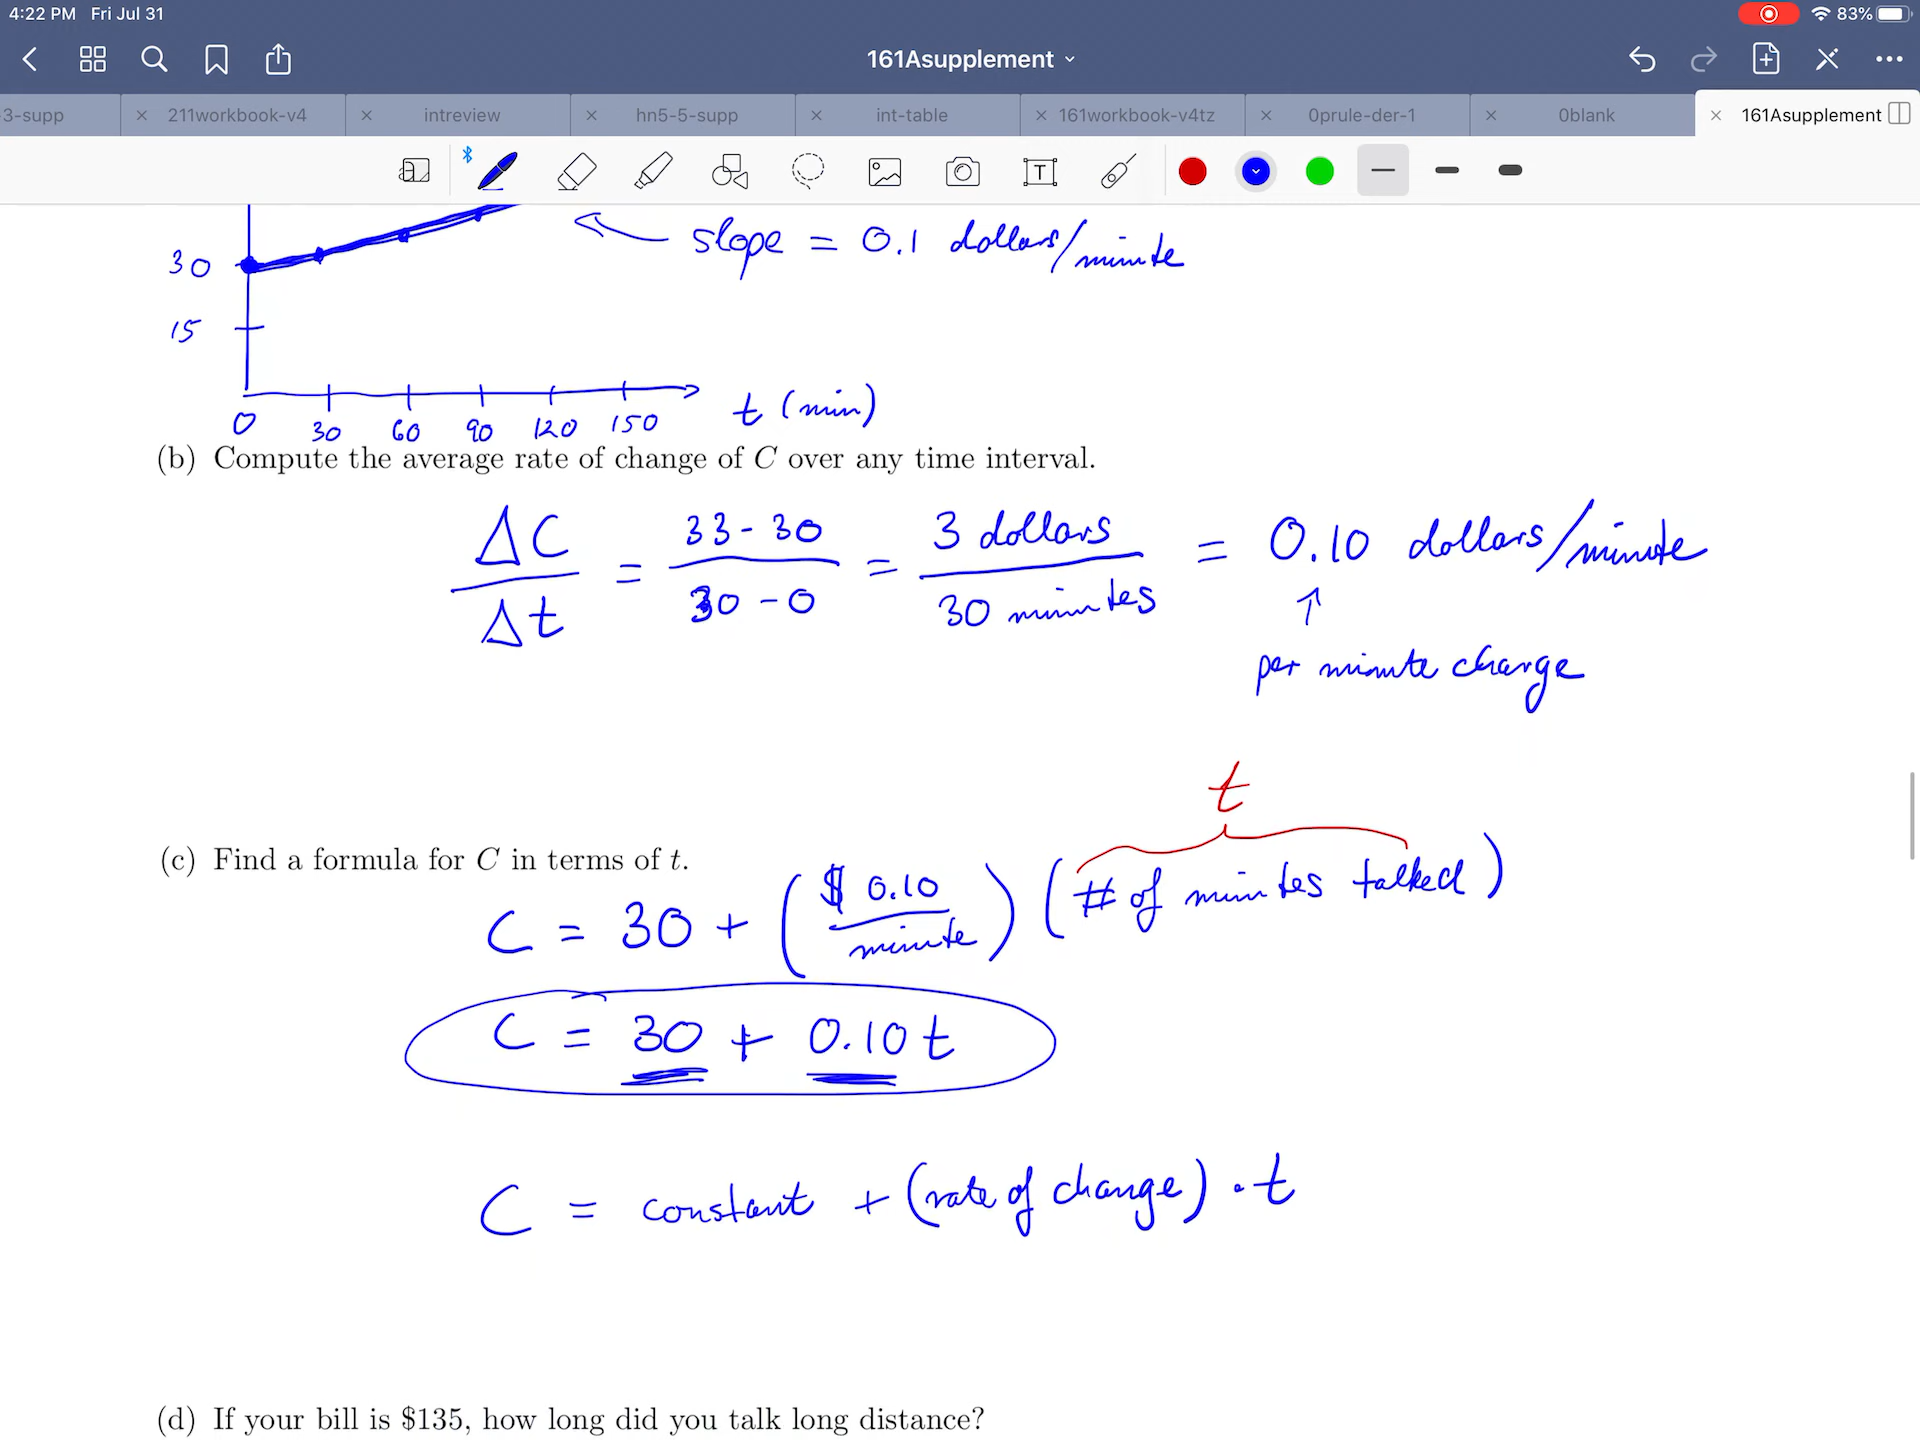 4:22 PM Fri Jul 31
83%
161Asupplement
3-supp
211workbook-v4
intreview
hn5-5-supp
int-table
161workbook-v4tz
0prule-der-1
0blank
161Asupplement
a
T
30
15
slope = 0.1 dollars/minute
0 30 60 90 120 150 t (min)
(b) Compute the average rate of change of C over any time interval.
ΔC/Δt = 33-30/30-0 = 3 dollars/30 minutes = 0.10 dollars/minute
↑
per minute charge
t
(c) Find a formula for C in terms of t.
C = 30 + ($0.10/minute) (# of minutes talked)
C = 30 + 0.10 t
C = constant + (rate of change) · t
(d) If your bill is $135, how long did you talk long distance?